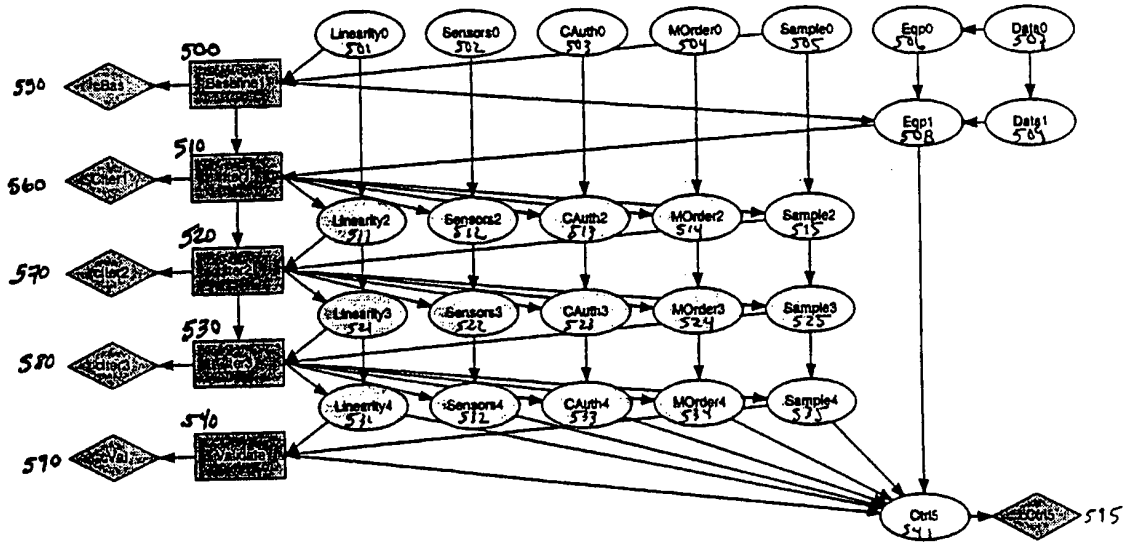 Linearity0 Sensors0 CAuth0 MOrder0 Sample0 Eqp0 Data0
501 502 503 504 505 506 507
500
590 Baseline1
Eqp1 Data1
508 509
510
560
Linearity2 Sensors2 CAuth2 MOrder2 Sample2
511 512 513 514 515
520
570
Linearity3 Sensors3 CAuth3 MOrder3 Sample3
521 522 523 524 525
530
580
Linearity4 Sensors4 CAuth4 MOrder4 Sample4
531 532 533 534 535
540
590 Validate
Ctrl5
541